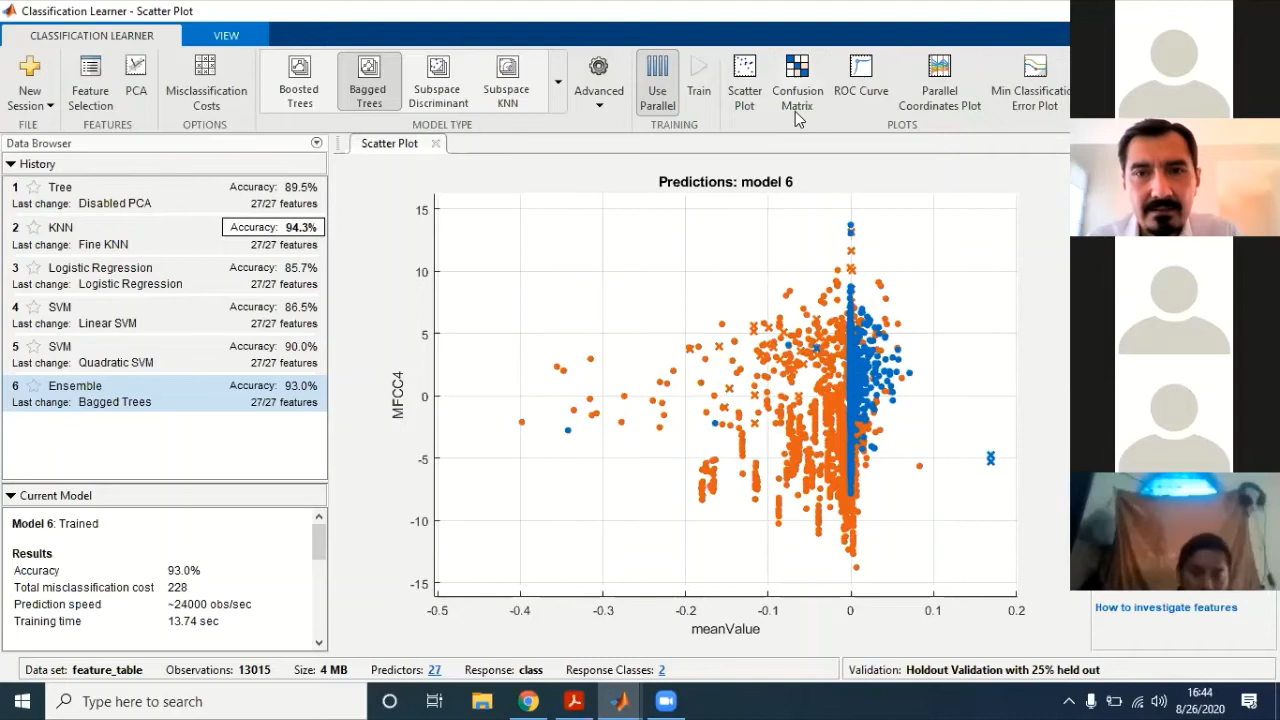 Classification Learner - Scatter Plot
CLASSIFICATION LEARNER VIEW
New Session
Feature Selection
PCA
Misclassification Costs
Boosted Trees
Bagged Trees
Subspace Discriminant
Subspace KNN
Advanced
Use Parallel
Train
Scatter Plot
Confusion Matrix
ROC Curve
Parallel Coordinates Plot
Min Classificatio
Error Plot
FILE FEATURES OPTIONS MODEL TYPE TRAINING PLOTS
Data Browser
History
1 Tree Accuracy: 89.5%
Last change: Disabled PCA 27/27 features
2 KNN Accuracy: 94.3%
Last change: Fine KNN 27/27 features
3 Logistic Regression Accuracy: 85.7%
Last change: Logistic Regression 27/27 features
4 SVM Accuracy: 86.5%
Last change: Linear SVM 27/27 features
5 SVM Accuracy: 90.0%
Last change: Quadratic SVM 27/27 features
6 Ensemble Accuracy: 93.0%
Last change: Bagged Trees 27/27 features
Current Model
Model 6: Trained
Results
Accuracy 93.0%
Total misclassification cost 228
Prediction speed ~24000 obs/sec
Training time 13.74 sec
Scatter Plot
Predictions: model 6
15
10
5
0
-5
-10
-15
MFCC4
-0.5 -0.4 -0.3 -0.2 -0.1 0 0.1 0.2
meanValue
How to investigate features
Data set: feature_table Observations: 13015 Size: 4 MB Predictors: 27 Response: class Response Classes: 2 Validation: Holdout Validation with 25% held out
Type here to search
16:44
8/26/2020